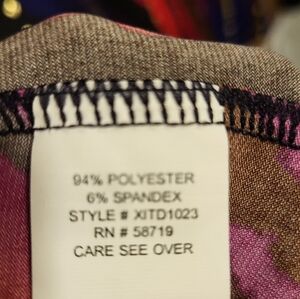 94% POLYESTER
6% SPANDEX
STYLE # XITD1023
RN # 58719
CARE SEE OVER